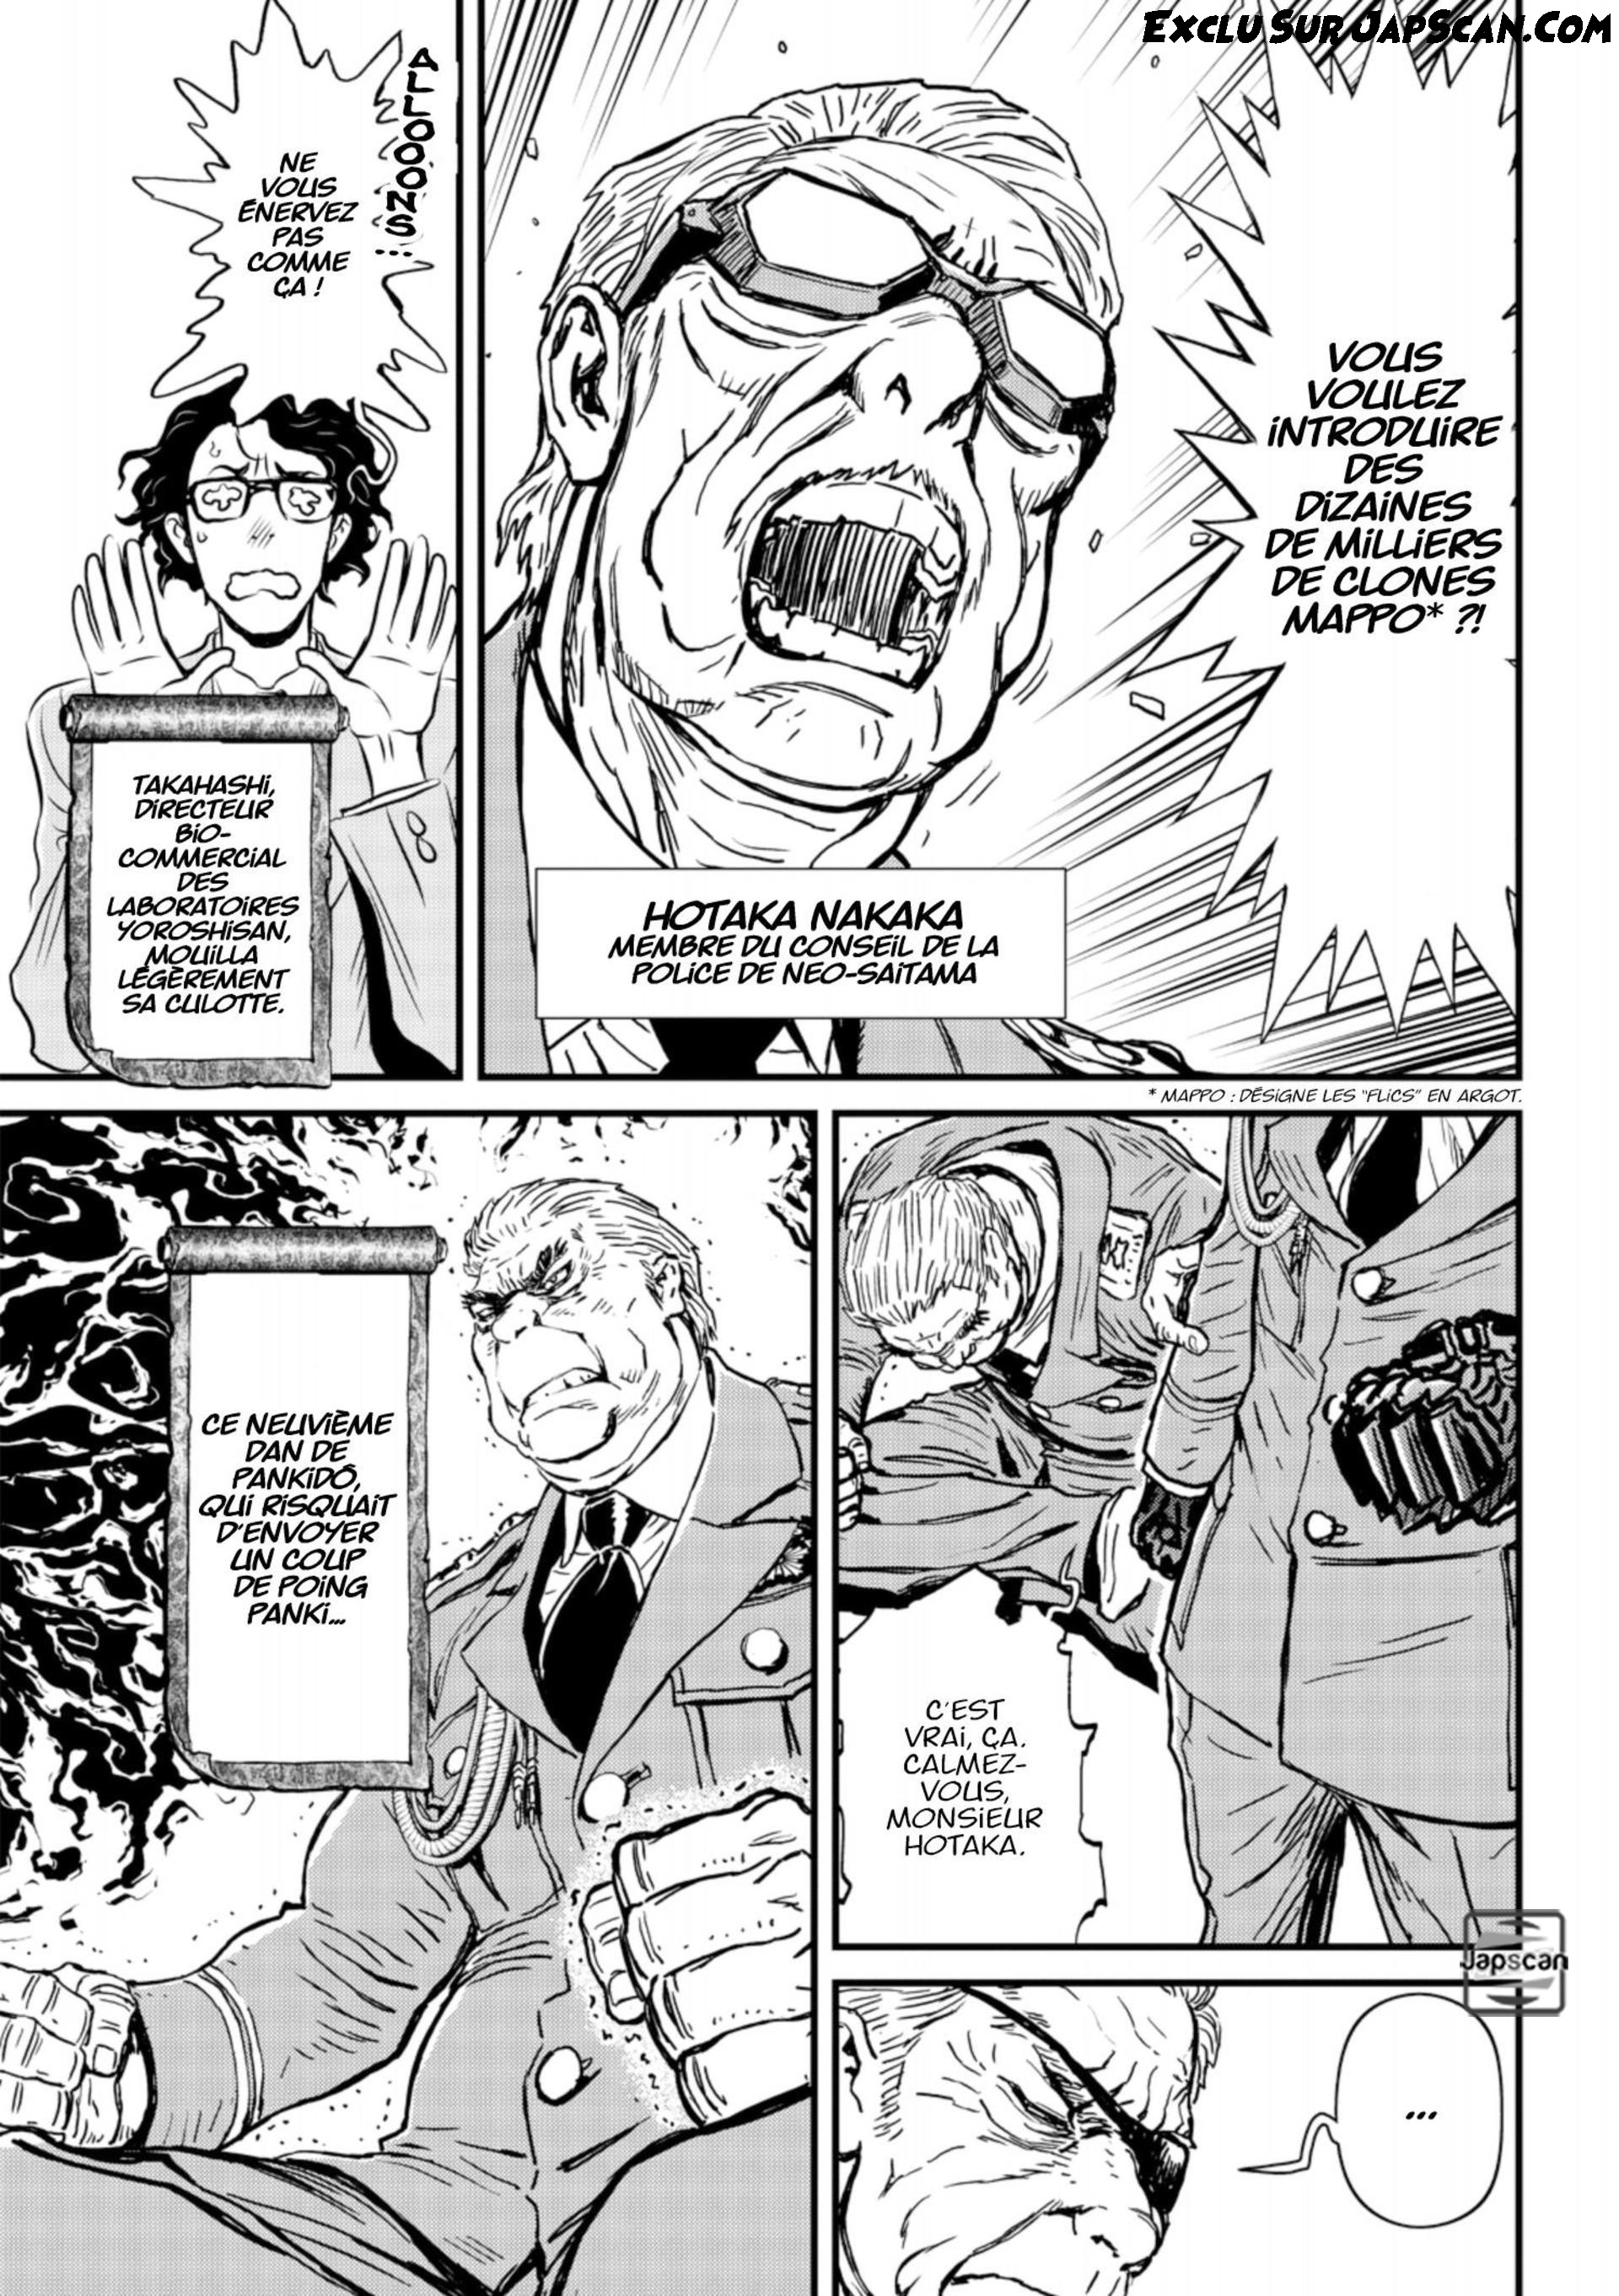 EXCLU SUR JAPSCAN.COM
VOUS
VOULEZ
INTRODUIRE
DES
DIZAINES
DE MILLIERS
DE CLONES
MAPPO* ?!
HOTAKA NAKAKA
MEMBRE DU CONSEIL DE LA
POLICE DE NEO-SAITAMA
ALLOOONS...
NE
VOUS
ÉNERVEZ
PAS
COMME
ÇA !
TAKAHASHI,
DIRECTEUR
BIO-
COMMERCIAL
DES
LABORATOIRES
YOROSHISAN,
MOUILLA
LÉGÈREMENT
SA CULOTTE.
* MAPPO : DÉSIGNE LES "FLICS" EN ARGOT.
C'EST
VRAI, ÇA.
CALMEZ-
VOUS,
MONSIEUR
HOTAKA.
CE NEUVIÈME
DAN DE
PANKIDÔ,
QUI RISQUAIT
D'ENVOYER
UN COUP
DE POING
PANKI...
Japscan
...